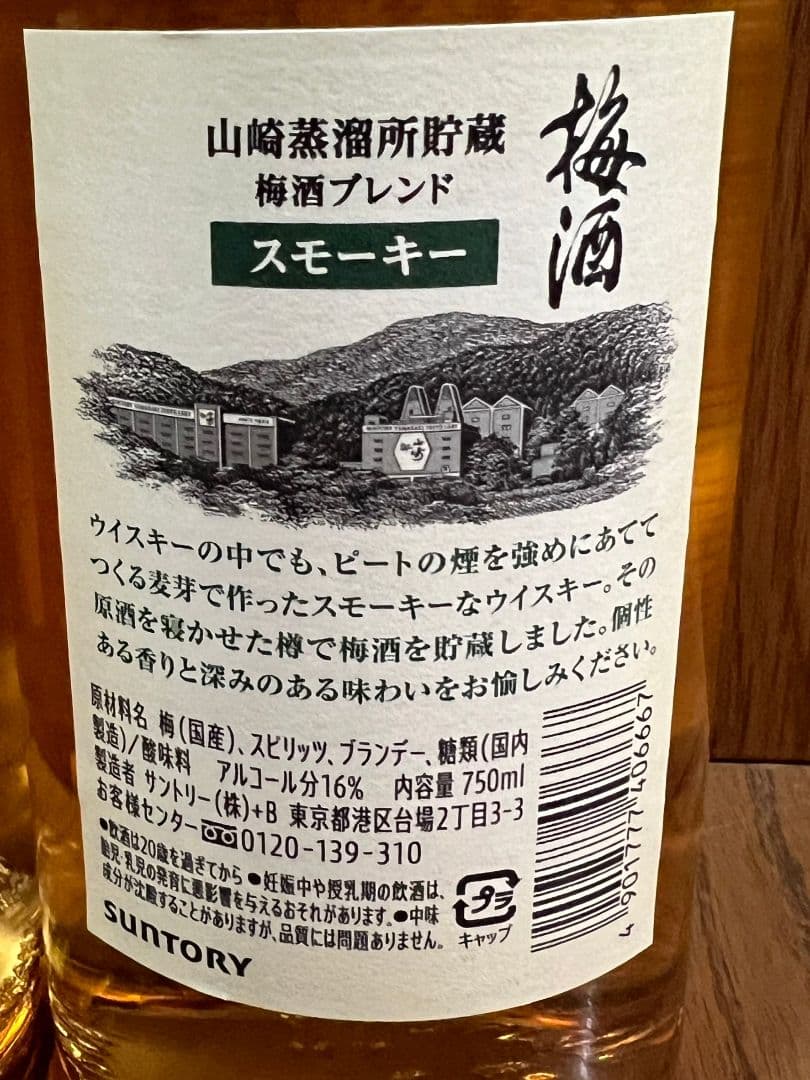 梅酒
山崎蒸溜所貯蔵
梅酒ブレンド
スモーキー
山崎
ウイスキーの中でも、ピートの煙を強めにあてて
つくる麦芽で作ったスモーキーなウイスキー。その
原酒を寝かせた樽で梅酒を貯蔵しました。個性
ある香りと深みのある味わいをお愉しみください。
原材料名 梅(国産)、スピリッツ、ブランデー、糖類(国内
製造)/酸味料 アルコール分16% 内容量 750ml
製造者 サントリー(株)+B 東京都港区台場2丁目3-3
お客様センター 0120-139-310
●飲酒は20歳を過ぎてから ●妊娠中や授乳期の飲酒は、
胎児・乳児の発育に悪影響を与えるおそれがあります。●中味
成分が沈殿することがありますが、品質には問題ありません。
プラ
キャップ
SUNTORY
4 901777 406667